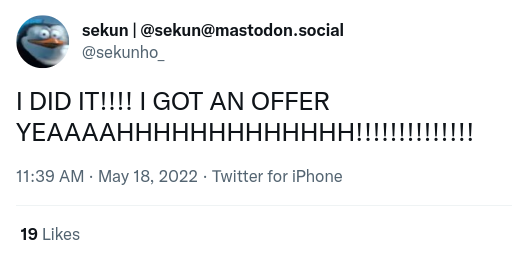 sekun | @sekun@mastodon.social
@sekunho_
I DID IT!!!! I GOT AN OFFER
YEAAAAHHHHHHHHHHHHHH!!!!!!!!!!!!!!
11:39 AM · May 18, 2022 · Twitter for iPhone
19 Likes